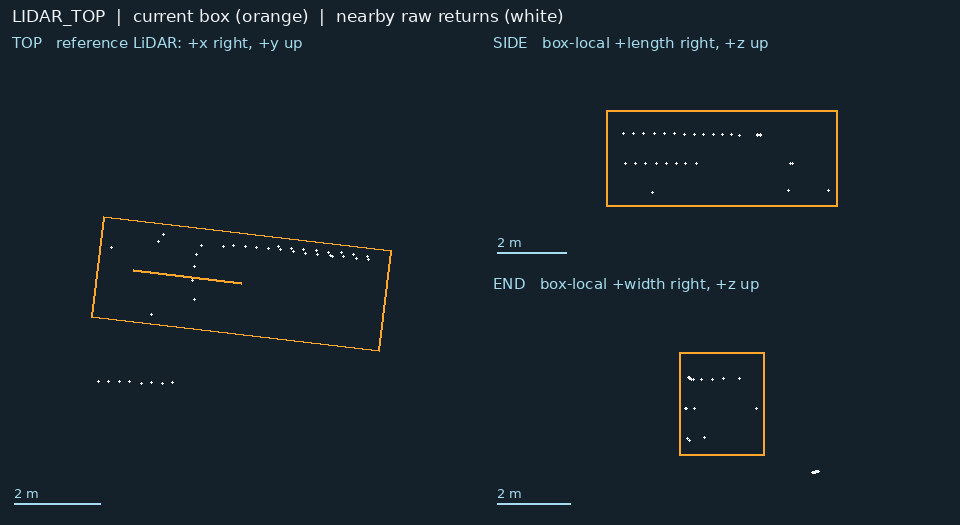 LIDAR_TOP | current box (orange) | nearby raw returns (white)
TOP reference LiDAR: +x right, +y up
SIDE box-local +length right, +z up
2 m
END box-local +width right, +z up
2 m
2 m